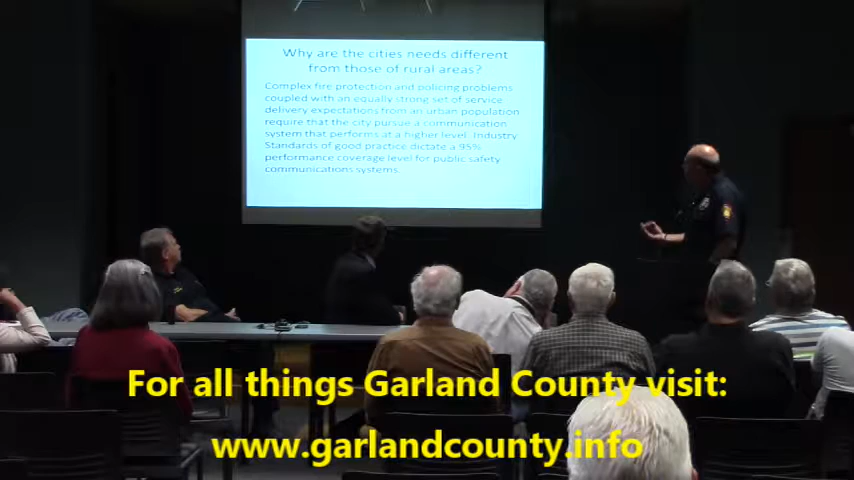 Why are the cities needs different
from those of rural areas?
Complex fire protection and policing problems
coupled with an equally strong set of service
delivery expectations from an urban population
require that the city pursue a communication
system that performs at a higher level. Industry
Standards of good practice dictate a 95%
performance coverage level for public safety
communications systems.
For all things Garland County visit:
www.garlandcounty.info